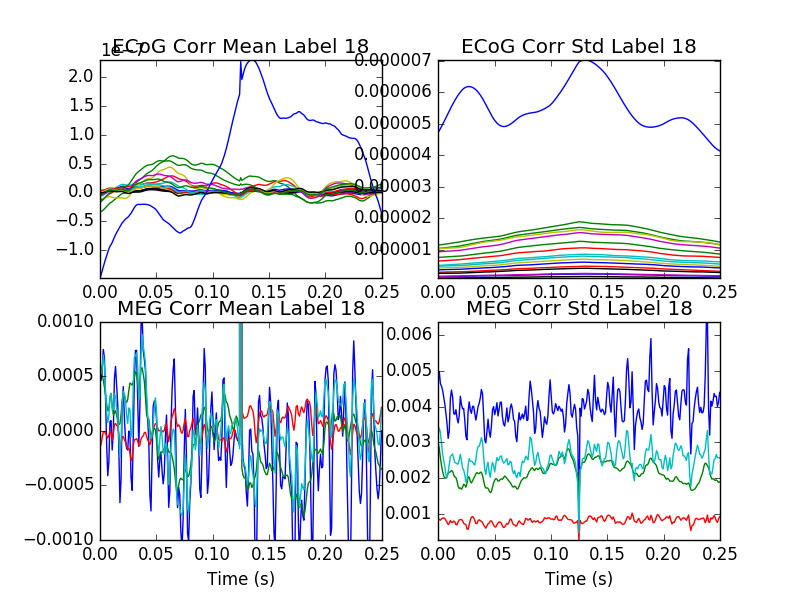 ECoG Corr Mean Label 18
1e−7
2.0
1.5
1.0
0.5
0.0
−0.5
−1.0
0.00 0.05 0.10 0.15 0.20 0.25
ECoG Corr Std Label 18
0.000007
0.000006
0.000005
0.000004
0.000003
0.000002
0.000001
0.00 0.05 0.10 0.15 0.20 0.25
MEG Corr Mean Label 18
0.0010
0.0005
0.0000
−0.0005
−0.0010
0.00 0.05 0.10 0.15 0.20 0.25
Time (s)
MEG Corr Std Label 18
0.006
0.005
0.004
0.003
0.002
0.001
0.00 0.05 0.10 0.15 0.20 0.25
Time (s)